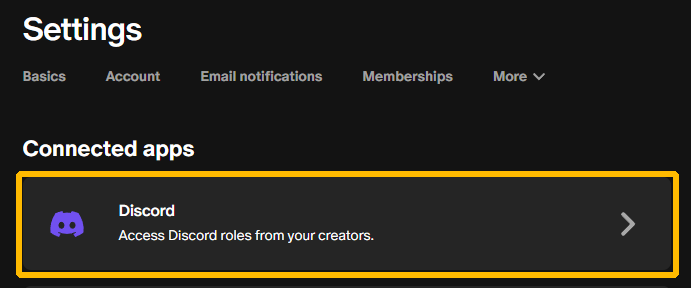 Settings
Basics Account Email notifications Memberships More
Connected apps
Discord
Access Discord roles from your creators.